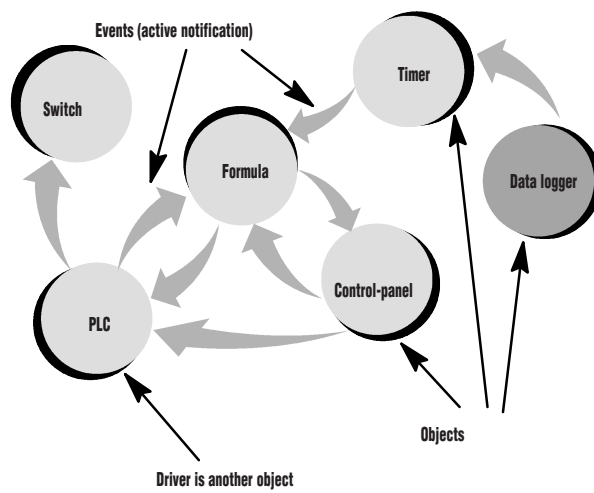 Events (active notification)
Timer
Switch
Formula
Data logger
Control-panel
PLC
Objects
Driver is another object